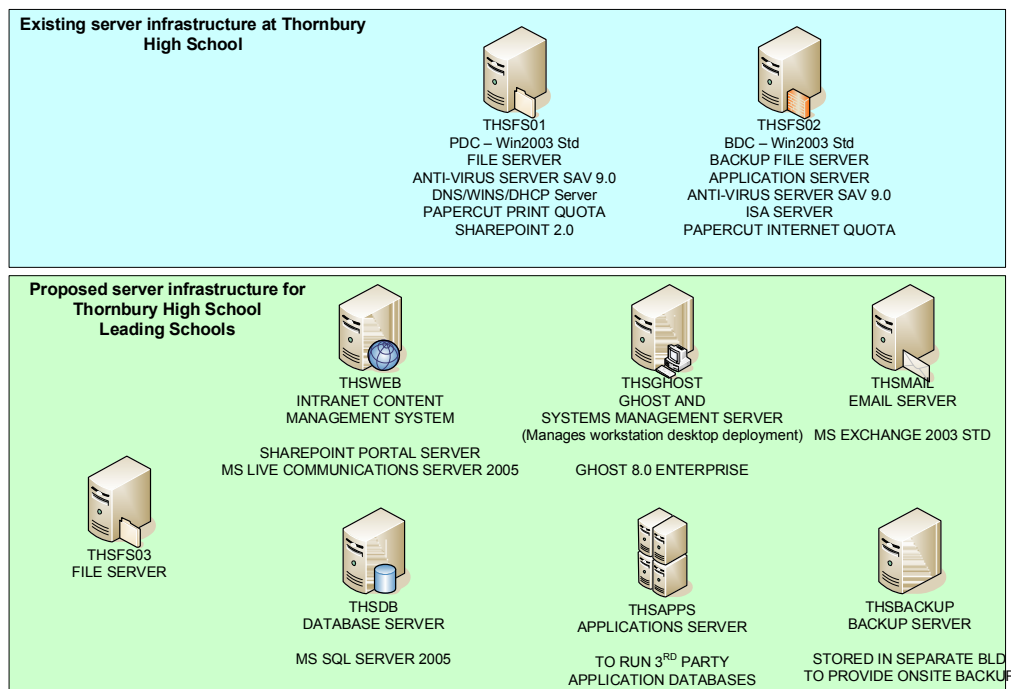 Existing server infrastructure at Thornbury
High School
THSFS01
PDC – Win2003 Std
FILE SERVER
ANTI-VIRUS SERVER SAV 9.0
DNS/WINS/DHCP Server
PAPERCUT PRINT QUOTA
SHAREPOINT 2.0
THSFS02
BDC – Win2003 Std
BACKUP FILE SERVER
APPLICATION SERVER
ANTI-VIRUS SERVER SAV 9.0
ISA SERVER
PAPERCUT INTERNET QUOTA
Proposed server infrastructure for
Thornbury High School
Leading Schools
THSWEB
INTRANET CONTENT
MANAGEMENT SYSTEM
SHAREPOINT PORTAL SERVER
MS LIVE COMMUNICATIONS SERVER 2005
THSGHOST
GHOST AND
SYSTEMS MANAGEMENT SERVER
(Manages workstation desktop deployment)
GHOST 8.0 ENTERPRISE
THSMAIL
EMAIL SERVER
MS EXCHANGE 2003 STD
THSFS03
FILE SERVER
THSDB
DATABASE SERVER
MS SQL SERVER 2005
THSAPPS
APPLICATIONS SERVER
TO RUN 3RD PARTY
APPLICATION DATABASES
THSBACKUP
BACKUP SERVER
STORED IN SEPARATE BLD
TO PROVIDE ONSITE BACKUP